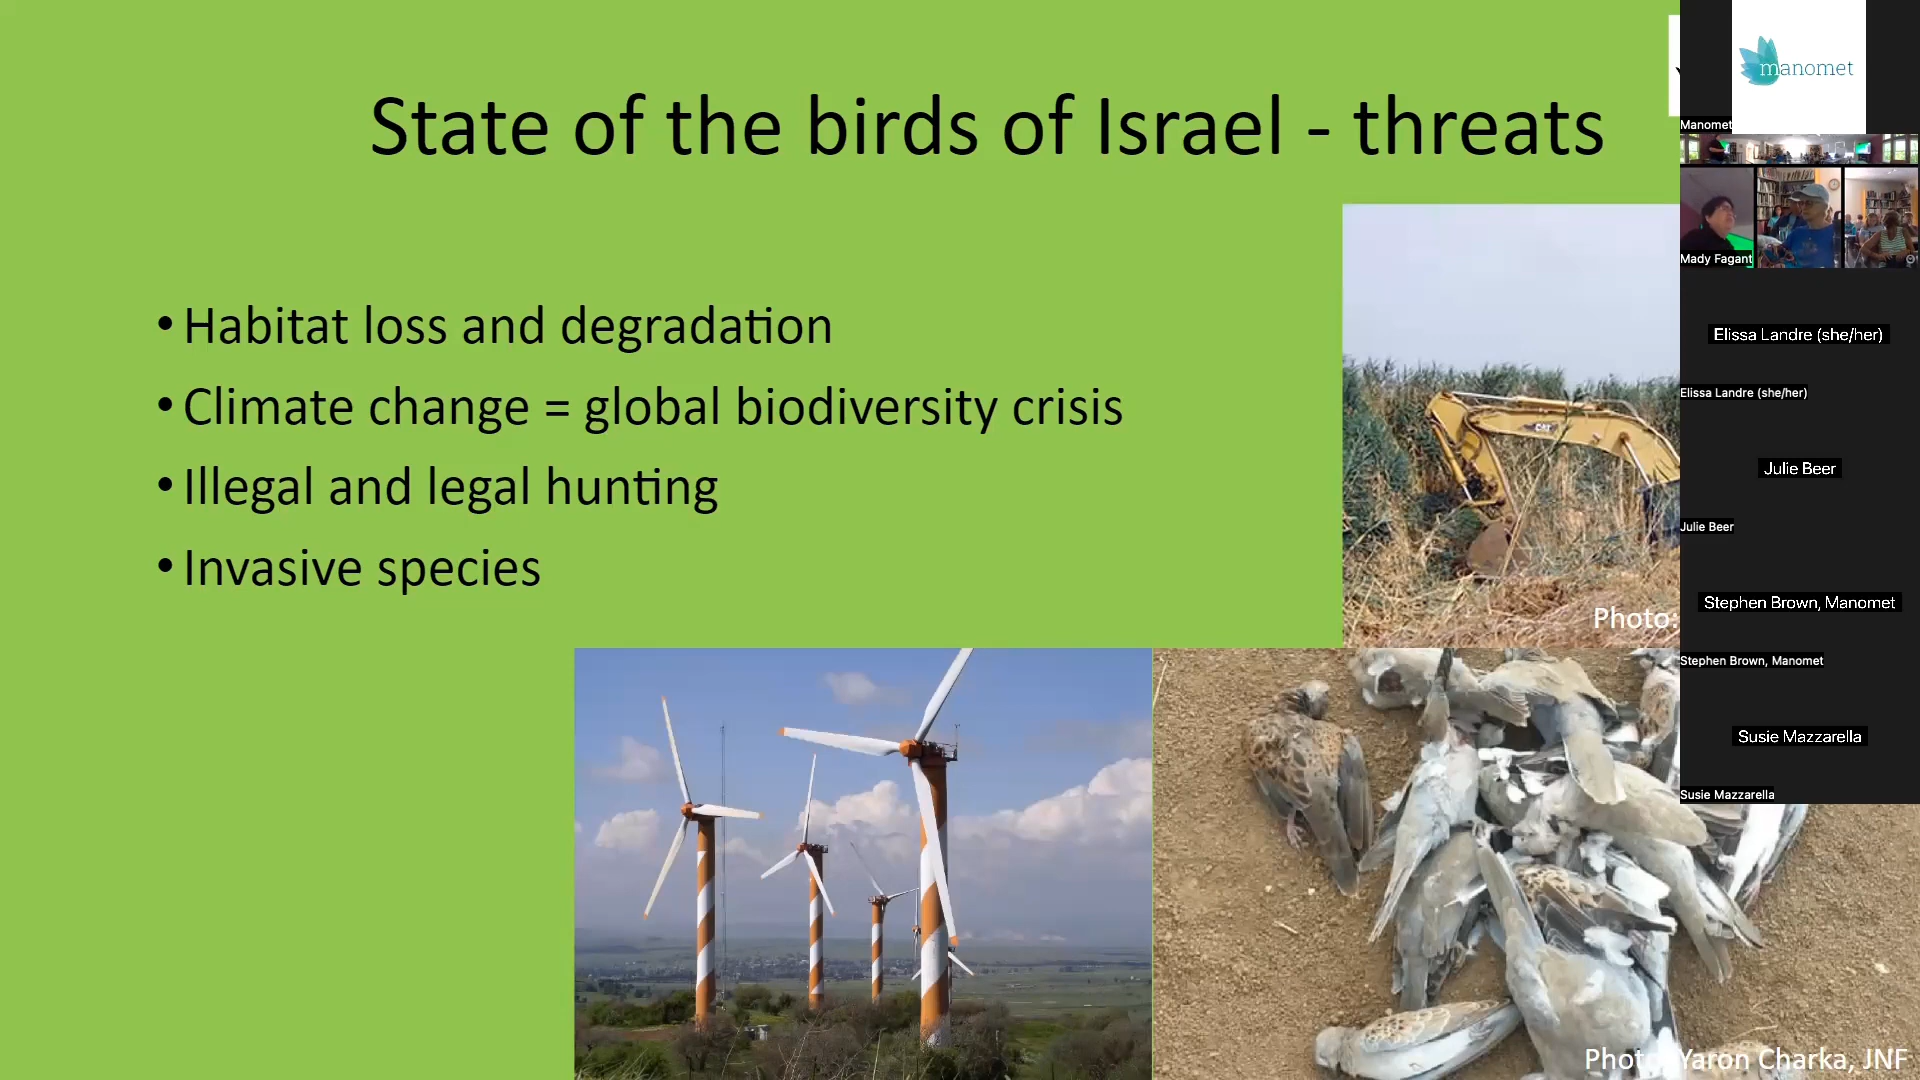 State of the birds of Israel - threats
• Habitat loss and degradation
• Climate change = global biodiversity crisis
• Illegal and legal hunting
• Invasive species
CAT
Photo:
Photo: Yaron Charka, JNF
manomet
Manomet
Mady Fagant
Elissa Landre (she/her)
Elissa Landre (she/her)
Julie Beer
Julie Beer
Stephen Brown, Manomet
Stephen Brown, Manomet
Susie Mazzarella
Susie Mazzarella